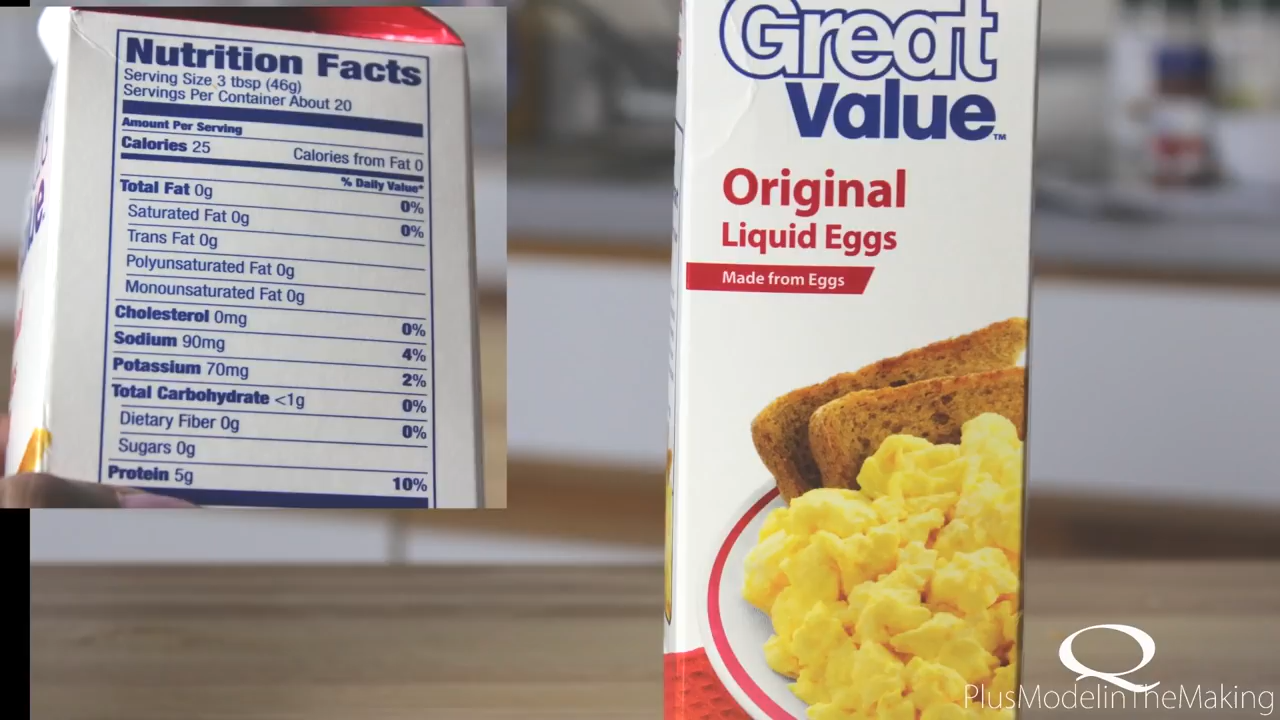 Nutrition Facts
Serving Size 3 tbsp (46g)
Servings Per Container About 20
Amount Per Serving
Calories 25 Calories from Fat 0
% Daily Value*
Total Fat 0g 0%
Saturated Fat 0g 0%
Trans Fat 0g
Polyunsaturated Fat 0g
Monounsaturated Fat 0g
Cholesterol 0mg 0%
Sodium 90mg 4%
Potassium 70mg 2%
Total Carbohydrate <1g 0%
Dietary Fiber 0g 0%
Sugars 0g
Protein 5g 10%
Great
Value™
Original
Liquid Eggs
Made from Eggs
Q
PlusModelinTheMaking